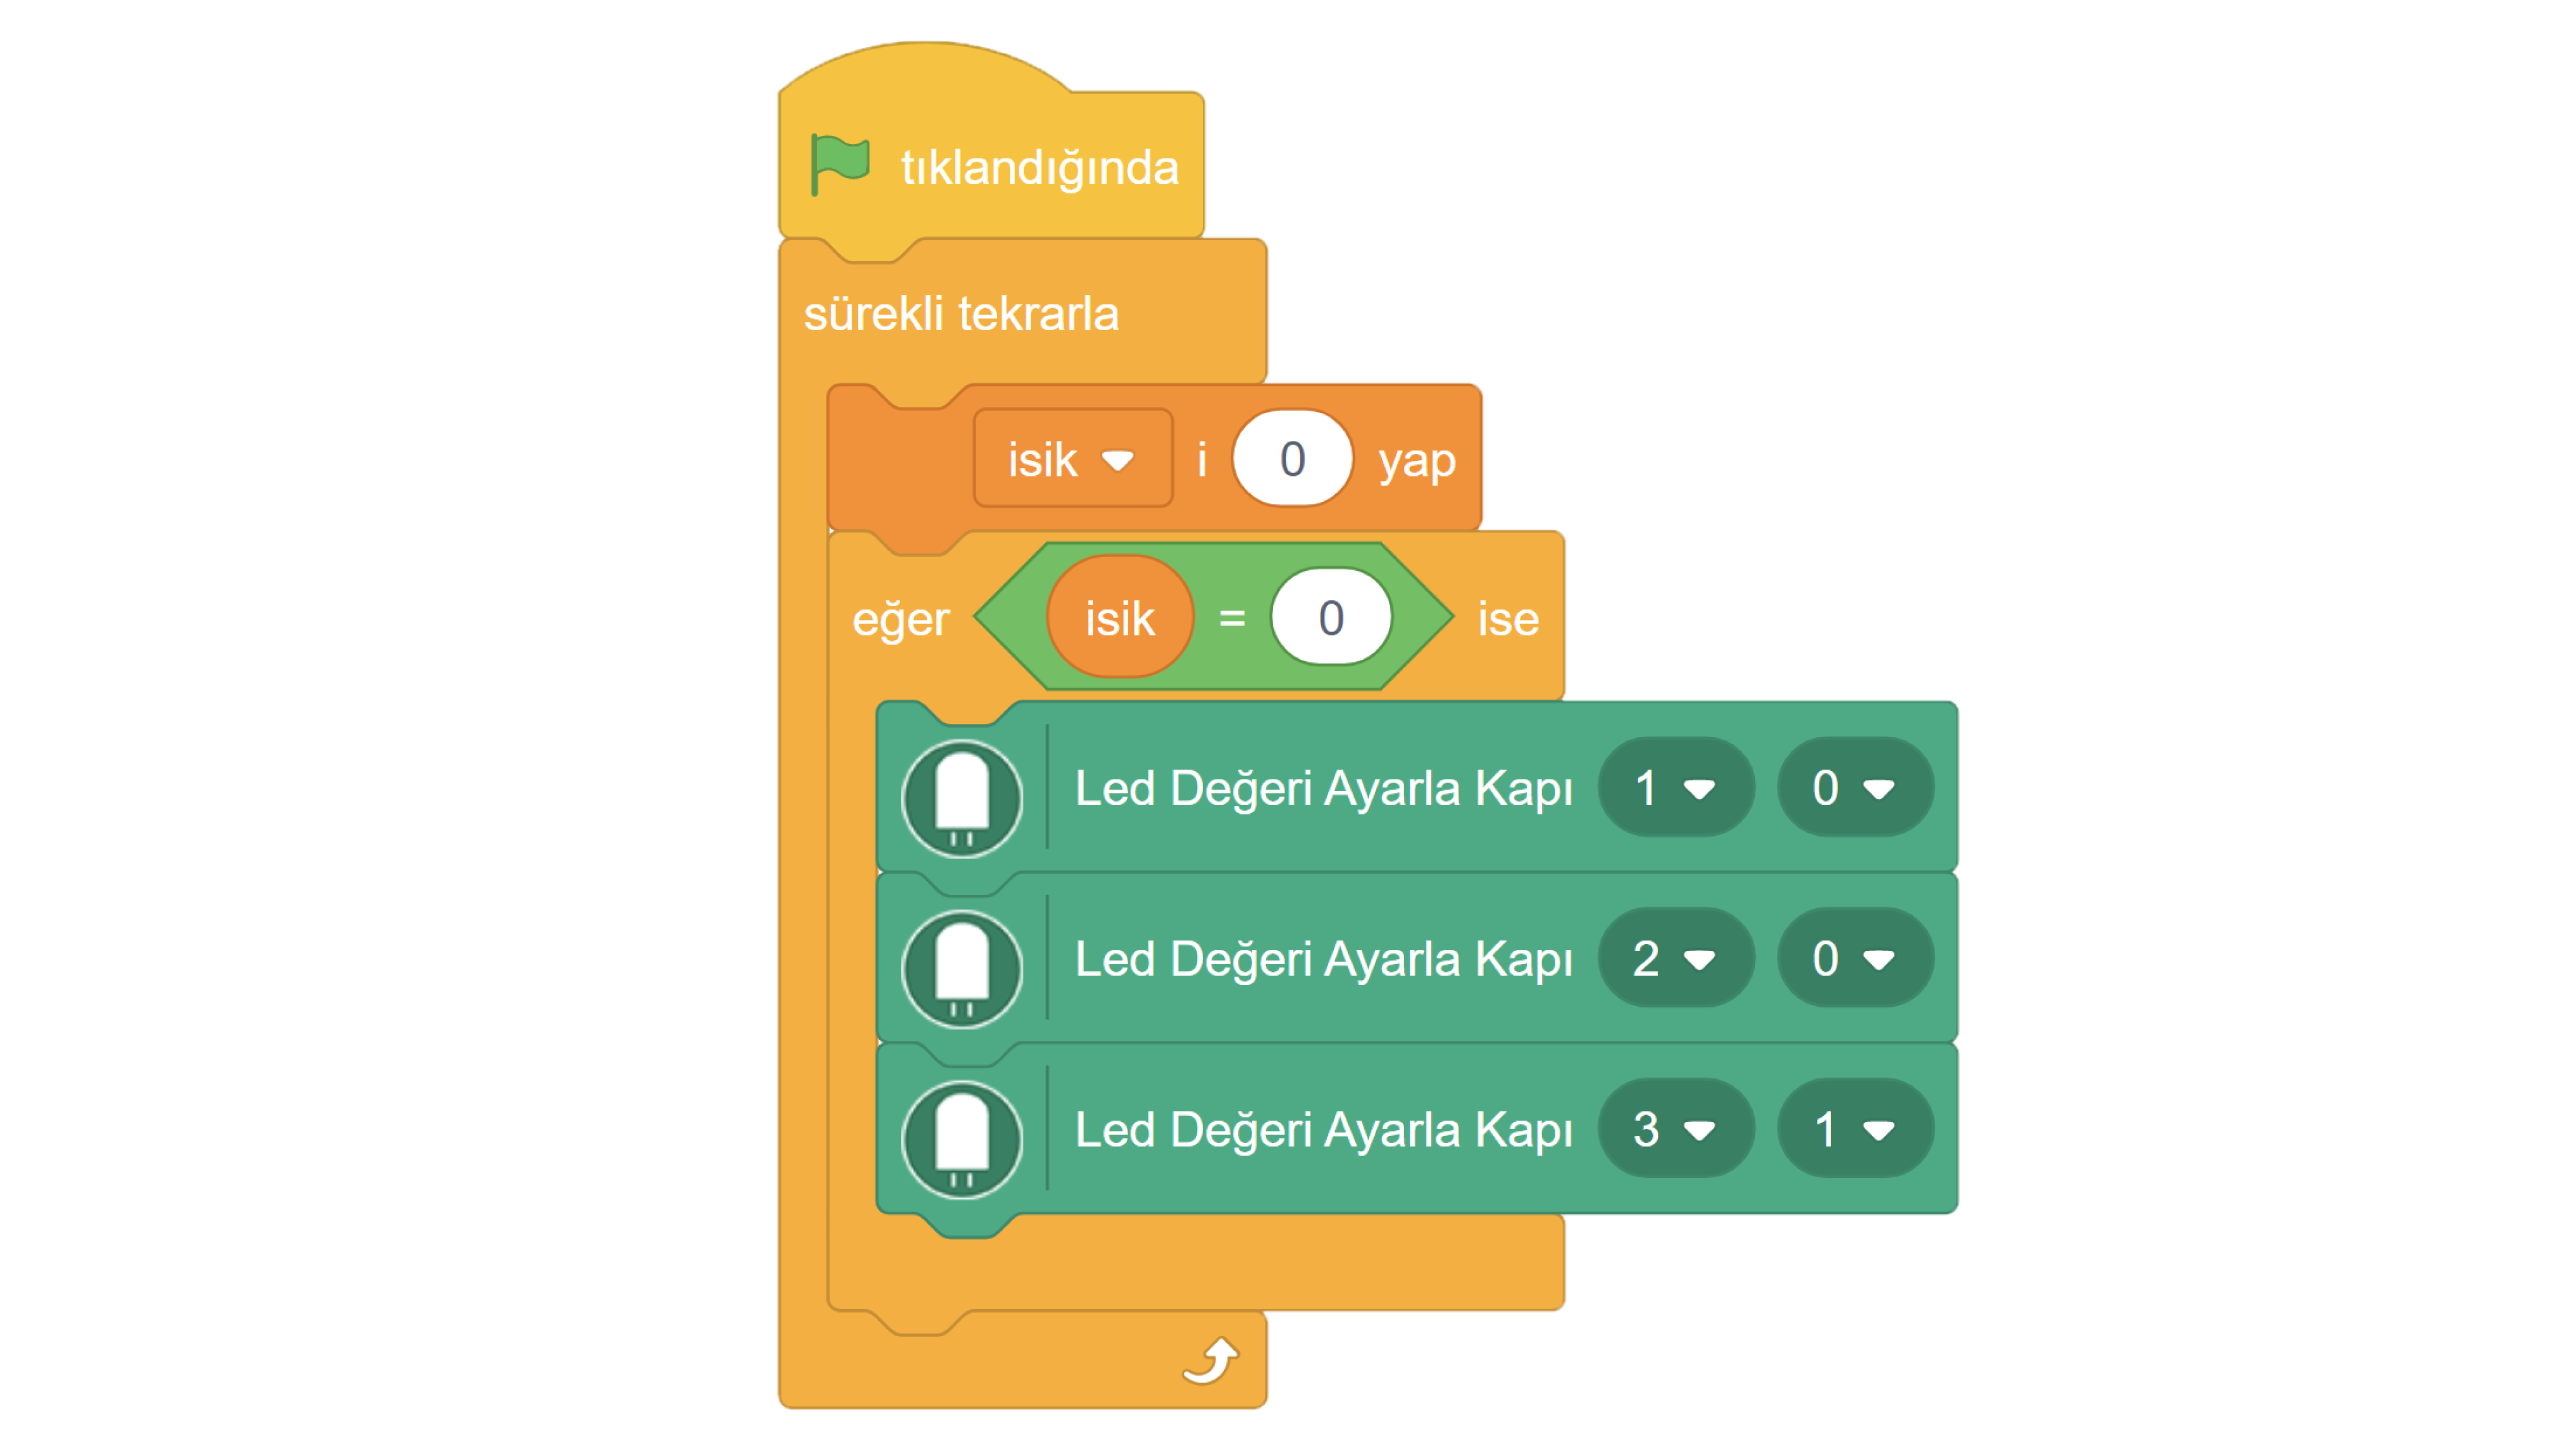 tıklandığında
sürekli tekrarla
isik i 0 yap
eğer isik = 0 ise
Led Değeri Ayarla Kapı 1 0
Led Değeri Ayarla Kapı 2 0
Led Değeri Ayarla Kapı 3 1